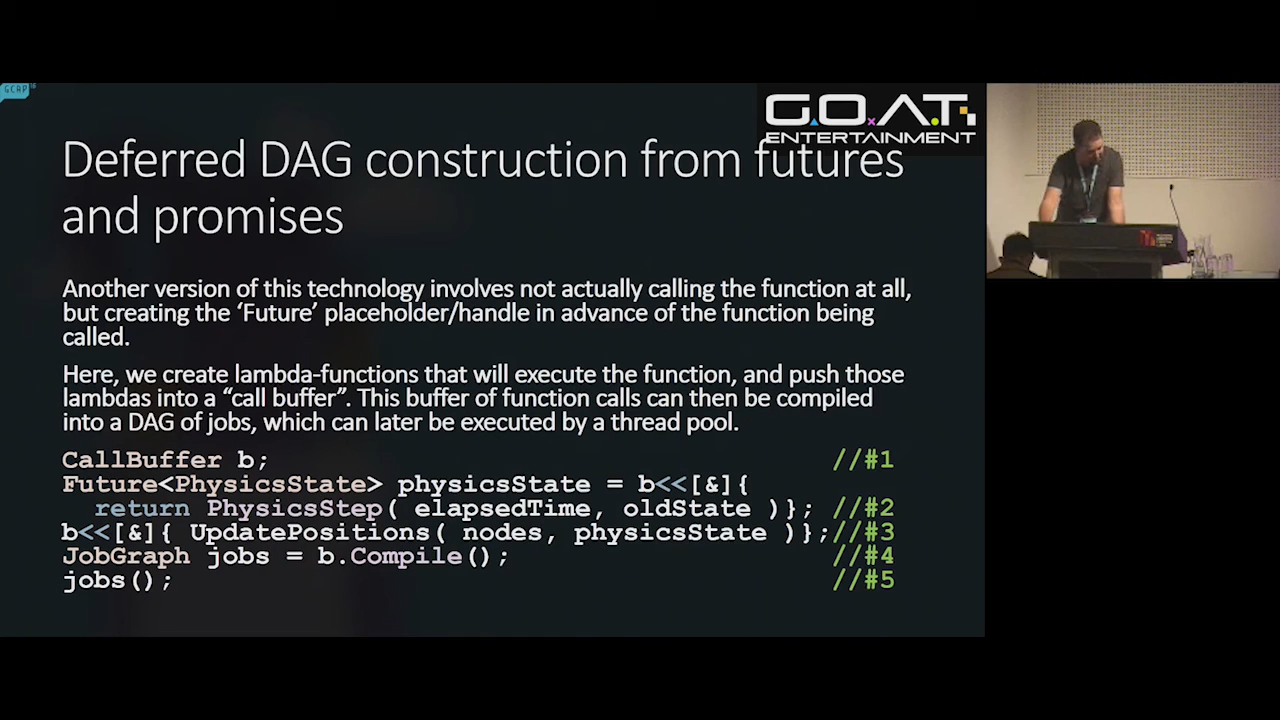 GCAP
G.O.A.T.
ENTERTAINMENT
Deferred DAG construction from futures
and promises
Another version of this technology involves not actually calling the function at all,
but creating the ‘Future’ placeholder/handle in advance of the function being
called.
Here, we create lambda-functions that will execute the function, and push those
lambdas into a “call buffer”. This buffer of function calls can then be compiled
into a DAG of jobs, which can later be executed by a thread pool.
CallBuffer b; //#1
Future<PhysicsState> physicsState = b<<[&]{
return PhysicsStep( elapsedTime, oldState )}; //#2
b<<[&]{ UpdatePositions( nodes, physicsState )};//#3
JobGraph jobs = b.Compile(); //#4
jobs(); //#5